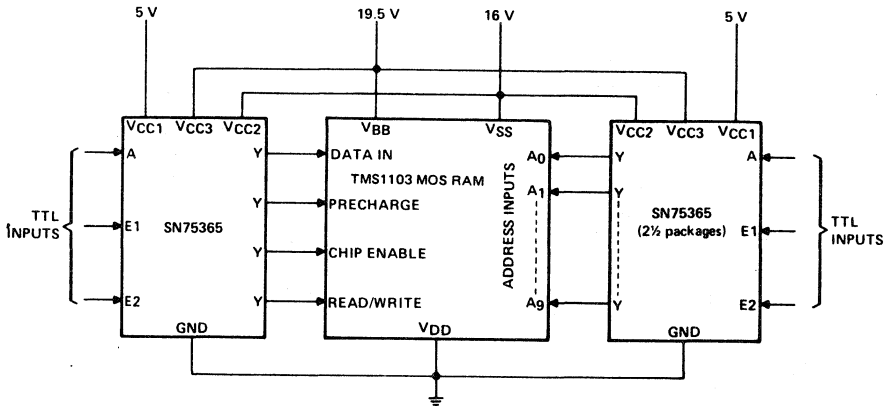 5 V
19.5 V
16 V
5 V
VCC1 VCC3 VCC2
VBB
VSS
VCC2 VCC3 VCC1
A
Y
DATA IN
A0
Y
A
TMS1103 MOS RAM
ADDRESS INPUTS
TTL
INPUTS
E1
SN75365
Y
PRECHARGE
A1
Y
SN75365
(2½ packages)
E1
TTL
INPUTS
Y
CHIP ENABLE
E2
Y
READ/WRITE
A9
Y
E2
GND
VDD
GND